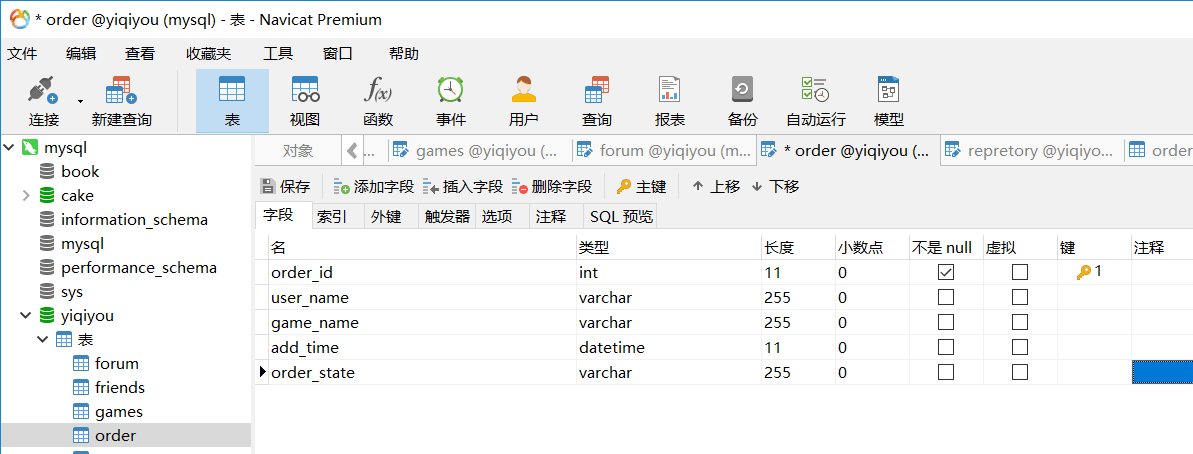 * order @yiqiyou (mysql) - 表 - Navicat Premium
文件 编辑 查看 收藏夹 工具 窗口 帮助
连接 新建查询 表 视图 函数 事件 用户 查询 报表 备份 自动运行 模型
对象 ... games @yiqiyou (... forum @yiqiyou (m... * order @yiqiyou (... repretory @yiqiyo... order
保存 添加字段 插入字段 删除字段 主键 上移 下移
字段 索引 外键 触发器 选项 注释 SQL 预览
名 类型 长度 小数点 不是 null 虚拟 键 注释
order_id int 11 0 1
user_name varchar 255 0
game_name varchar 255 0
add_time datetime 11 0
order_state varchar 255 0
mysql
book
cake
information_schema
mysql
performance_schema
sys
yiqiyou
表
forum
friends
games
order